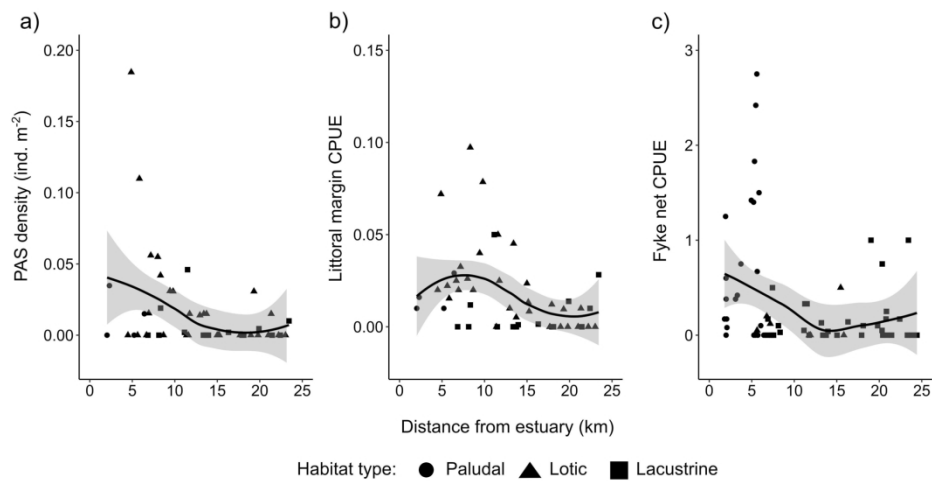 a)
PAS density (ind. m⁻²)
0.20
0.15
0.10
0.05
0.00
0 5 10 15 20 25
b)
Littoral margin CPUE
0.15
0.10
0.05
0.00
0 5 10 15 20 25
c)
Fyke net CPUE
3
2
1
0
0 5 10 15 20 25
Distance from estuary (km)
Habitat type: Paludal Lotic Lacustrine